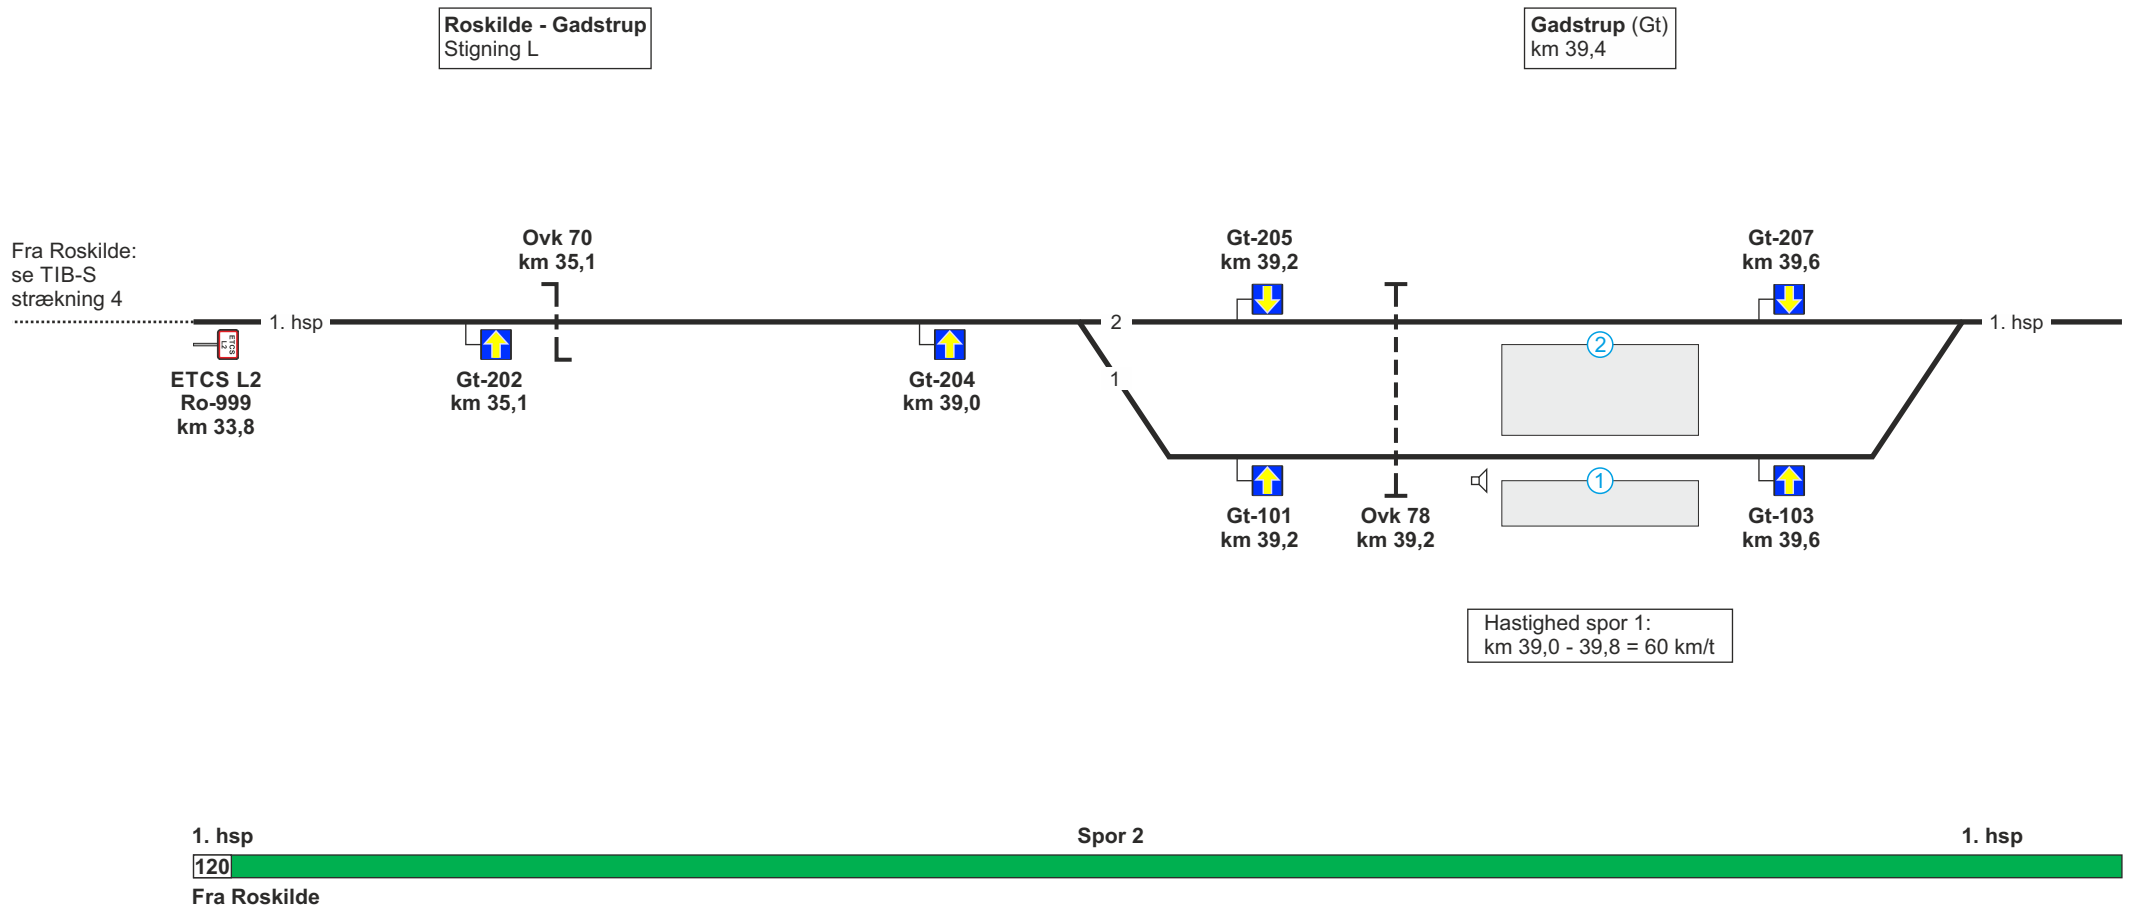 Roskilde - Gadstrup
Stigning L
Gadstrup (Gt)
km 39,4
Fra Roskilde:
se TIB-S
strækning 4
Ovk 70
km 35,1
Gt-205
km 39,2
Gt-207
km 39,6
1. hsp
2
1. hsp
ETCS
L2
2
ETCS L2
Ro-999
km 33,8
Gt-202
km 35,1
Gt-204
km 39,0
1
1
Gt-101
km 39,2
Ovk 78
km 39,2
Gt-103
km 39,6
Hastighed spor 1:
km 39,0 - 39,8 = 60 km/t
1. hsp
Spor 2
1. hsp
120
Fra Roskilde